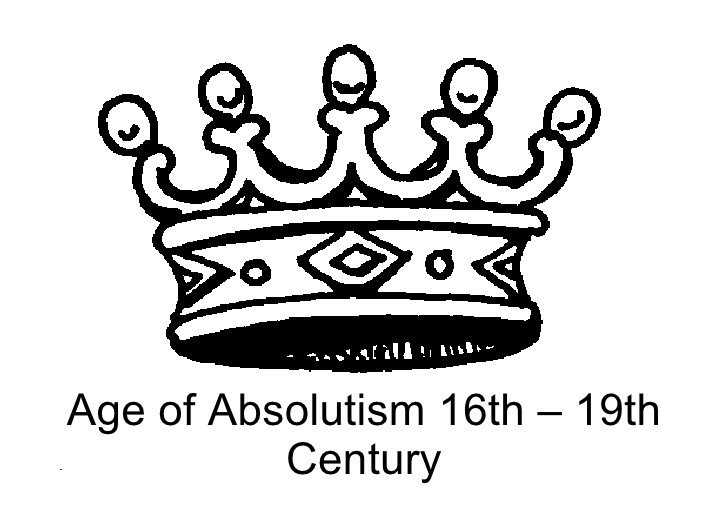 Age of Absolutism 16th – 19th
Century